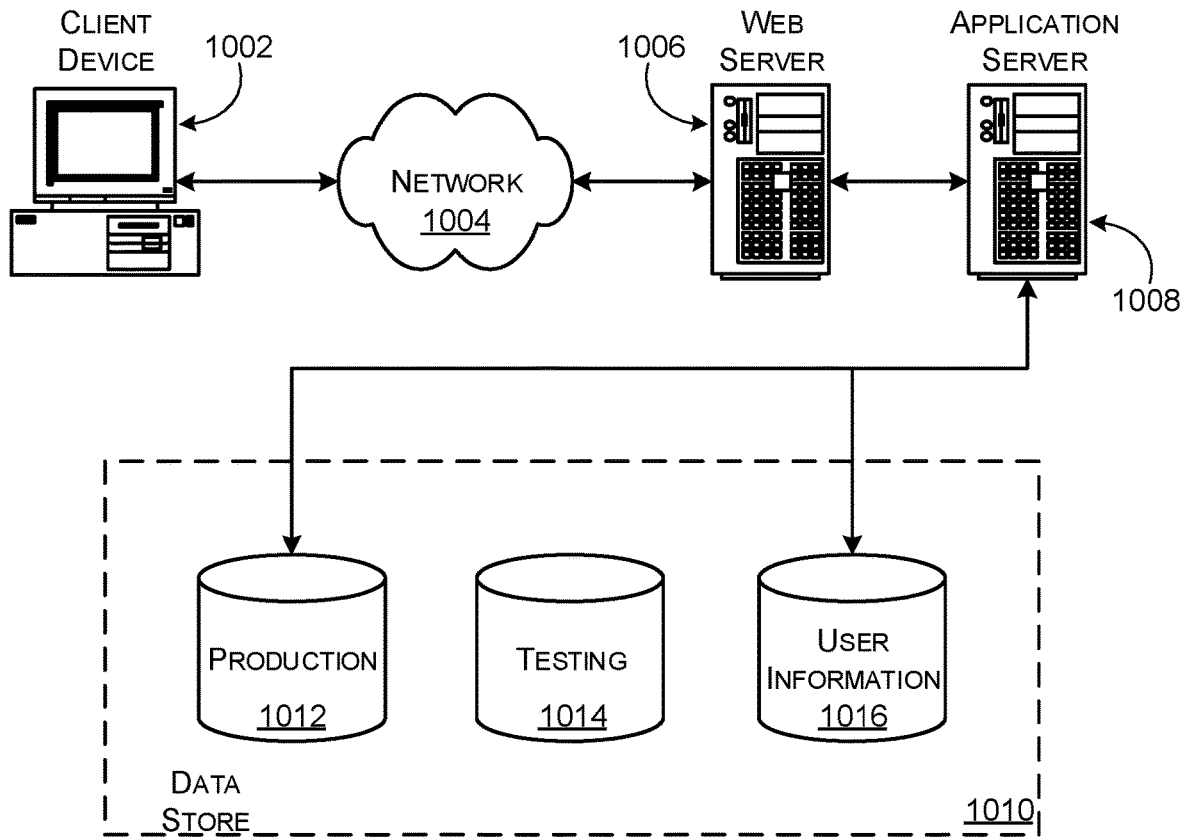 CLIENT
DEVICE
1002
1006
WEB
SERVER
APPLICATION
SERVER
NETWORK
1004
1008
PRODUCTION
1012
TESTING
1014
USER
INFORMATION
1016
DATA
STORE
1010